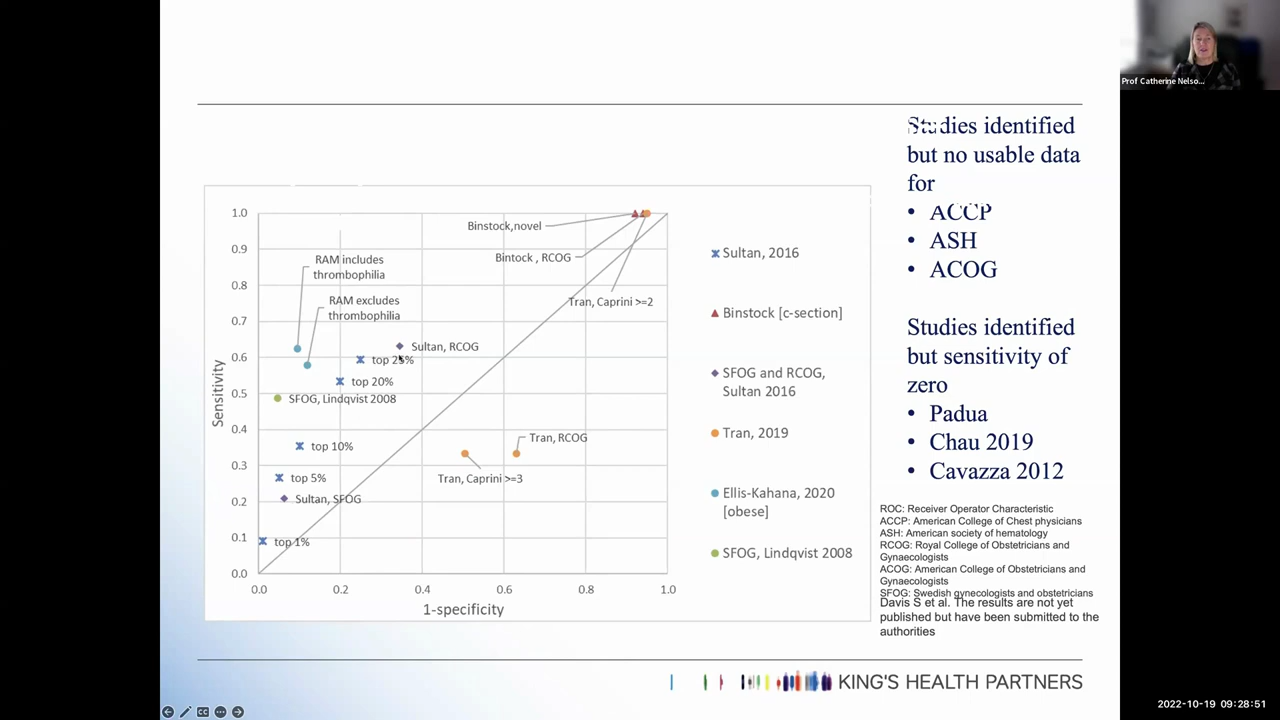 Prof Catherine Nelso...
Studies identified
but no usable data
for
• ACCP
• ASH
• ACOG
Studies identified
but sensitivity of
zero
• Padua
• Chau 2019
• Cavazza 2012
ROC: Receiver Operator Characteristic
ACCP: American College of Chest physicians
ASH: American society of hematology
RCOG: Royal College of Obstetricians and
Gynaecologists
ACOG: American College of Obstetricians and
Gynaecologists
SFOG: Swedish gynecologists and obstetricians
Davis S et al. The results are not yet
published but have been submitted to the
authorities
Sensitivity
1.0
0.9
0.8
0.7
0.6
0.5
0.4
0.3
0.2
0.1
0.0
0.0
0.2
0.4
0.6
0.8
1.0
1-specificity
Binstock,novel
Bintock , RCOG
Tran, Caprini >=2
RAM includes
thrombophilia
RAM excludes
thrombophilia
Sultan, RCOG
top 25%
top 20%
SFOG, Lindqvist 2008
Tran, RCOG
top 10%
Tran, Caprini >=3
top 5%
Sultan, SFOG
top 1%
Sultan, 2016
Binstock [c-section]
SFOG and RCOG,
Sultan 2016
Tran, 2019
Ellis-Kahana, 2020
[obese]
SFOG, Lindqvist 2008
KING'S HEALTH PARTNERS
CC
2022-10-19 09:28:51